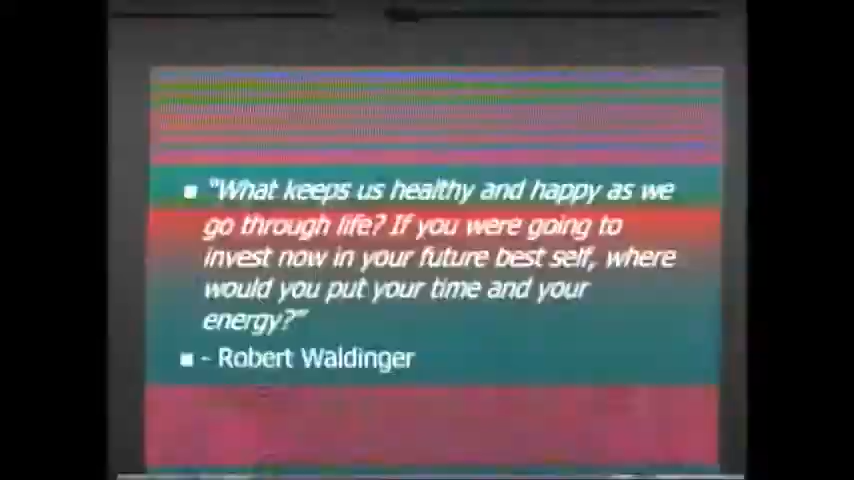 ▪ "What keeps us healthy and happy as we
go through life? If you were going to
invest now in your future best self, where
would you put your time and your
energy?"
▪ - Robert Waldinger